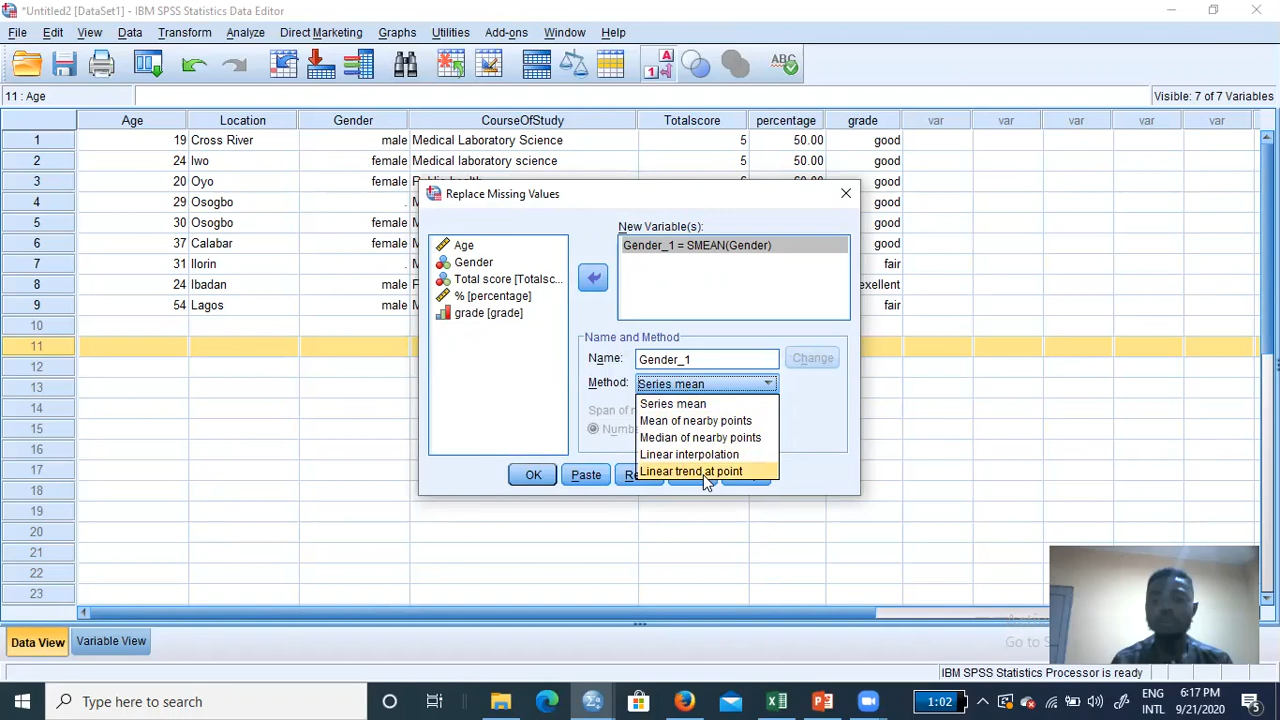 *Untitled2 [DataSet1] - IBM SPSS Statistics Data Editor
File Edit View Data Transform Analyze Direct Marketing Graphs Utilities Add-ons Window Help
11 : Age Visible: 7 of 7 Variables
Age Location Gender CourseOfStudy Totalscore percentage grade var var var var var
1 19 Cross River male Medical Laboratory Science 5 50.00 good
2 24 Iwo female Medical laboratory science 5 50.00 good
3 20 Oyo female good
4 29 Osogbo . good
5 30 Osogbo female good
6 37 Calabar female good
7 31 Ilorin . fair
8 24 Ibadan male exellent
9 54 Lagos male fair
10
11
12
13
14
15
16
17
18
19
20
21
22
23
Replace Missing Values
New Variable(s):
Gender_1 = SMEAN(Gender)
Age
Gender
Total score [Totalsc...
% [percentage]
grade [grade]
Name and Method
Name: Gender_1 Change
Method: Series mean
Series mean
Mean of nearby points
Median of nearby points
Linear interpolation
Linear trend at point
Span of
OK Paste
Go to
Data View Variable View
IBM SPSS Statistics Processor is ready
Type here to search
1:02
ENG
INTL
6:17 PM
9/21/2020
5